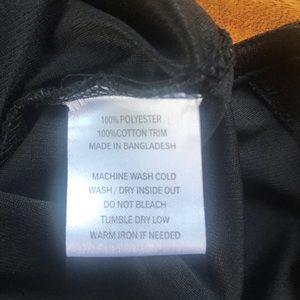 100% POLYESTER
100%COTTON TRIM
MADE IN BANGLADESH
MACHINE WASH COLD
WASH / DRY INSIDE OUT
DO NOT BLEACH
TUMBLE DRY LOW
WARM IRON IF NEEDED